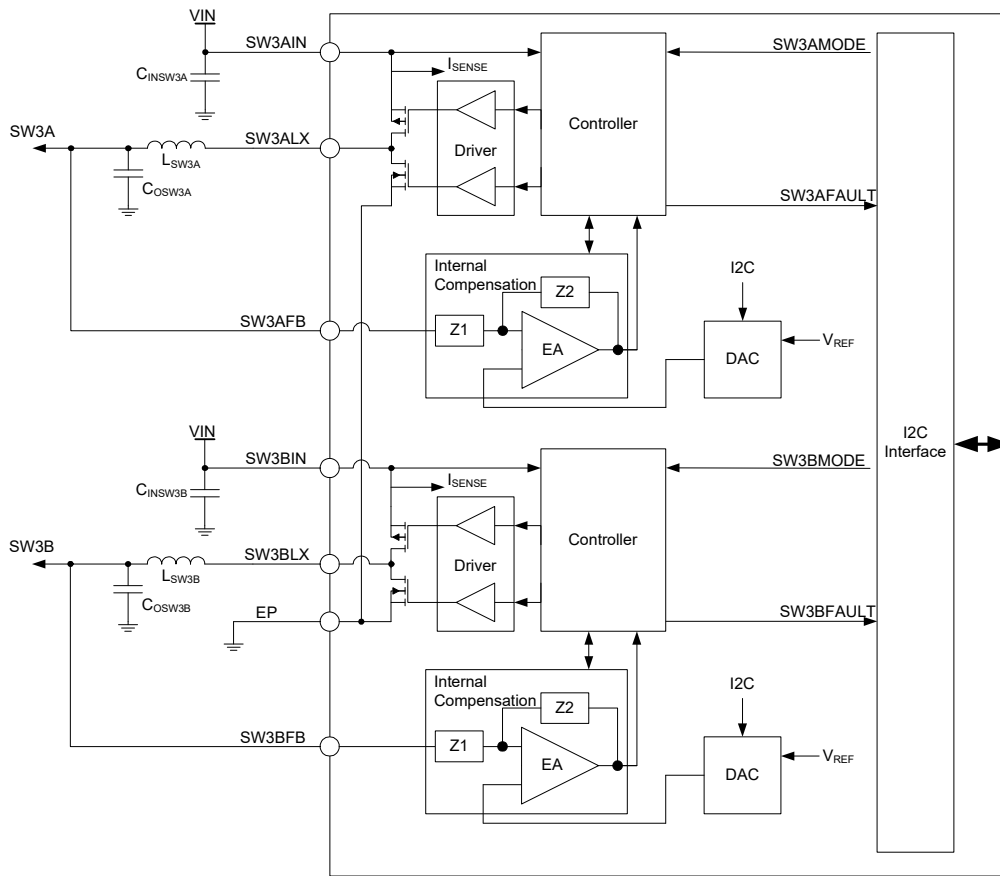 VIN
SW3AIN
SW3AMODE
CINSW3A
ISENSE
Controller
SW3A
SW3ALX
LSW3A
Driver
COSW3A
SW3AFAULT
Internal
Compensation
I2C
Z2
SW3AFB
Z1
EA
DAC
VREF
I2C
Interface
VIN
SW3BIN
SW3BMODE
CINSW3B
ISENSE
Controller
SW3B
SW3BLX
LSW3B
Driver
COSW3B
EP
SW3BFAULT
Internal
Compensation
I2C
Z2
SW3BFB
Z1
EA
DAC
VREF